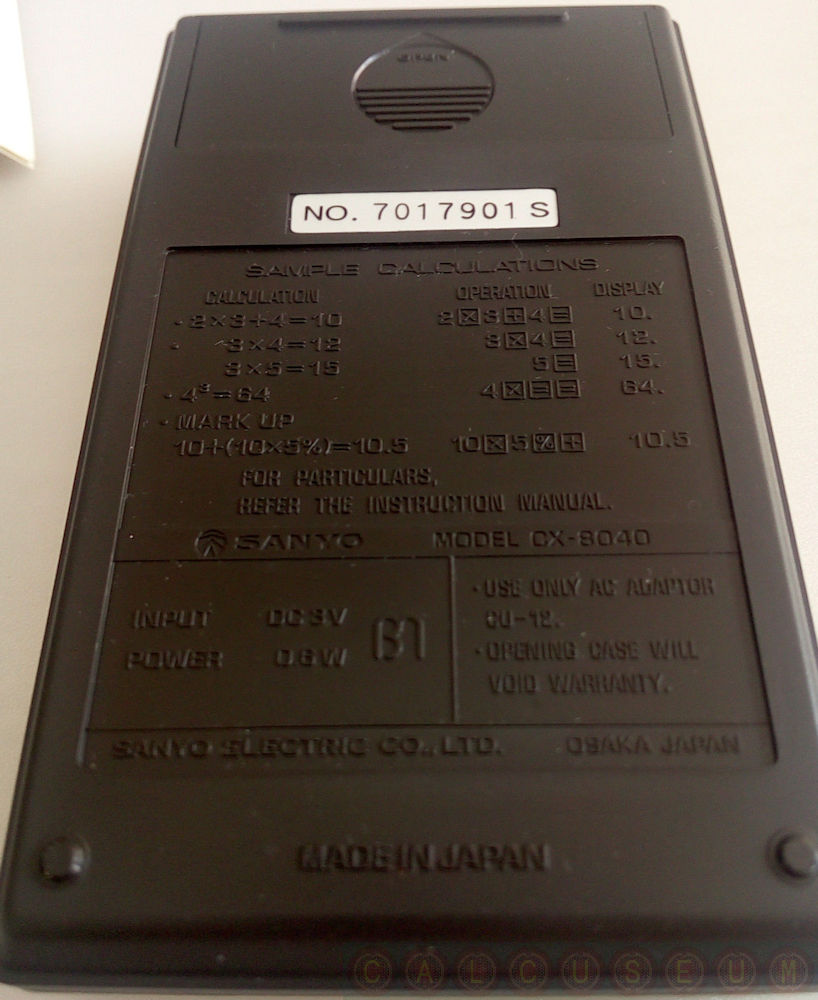 OPEN
NO. 7017901 S
SAMPLE CALCULATIONS
CALCULATION OPERATION DISPLAY
·2×3+4=10 2×3+4= 10.
· 3×4=12 3×4= 12.
3×5=15 5= 15.
·4³=64 4×== 64.
·MARK UP
10+(10×5%)=10.5 10×5%+ 10.5
FOR PARTICULARS,
REFER THE INSTRUCTION MANUAL.
SANYO MODEL CX-8040
INPUT DC 3V
POWER 0.6W
·USE ONLY AC ADAPTOR
CU-12.
·OPENING CASE WILL
VOID WARRANTY.
SANYO ELECTRIC CO., LTD. OSAKA JAPAN
MADE IN JAPAN
CALCUSEUM